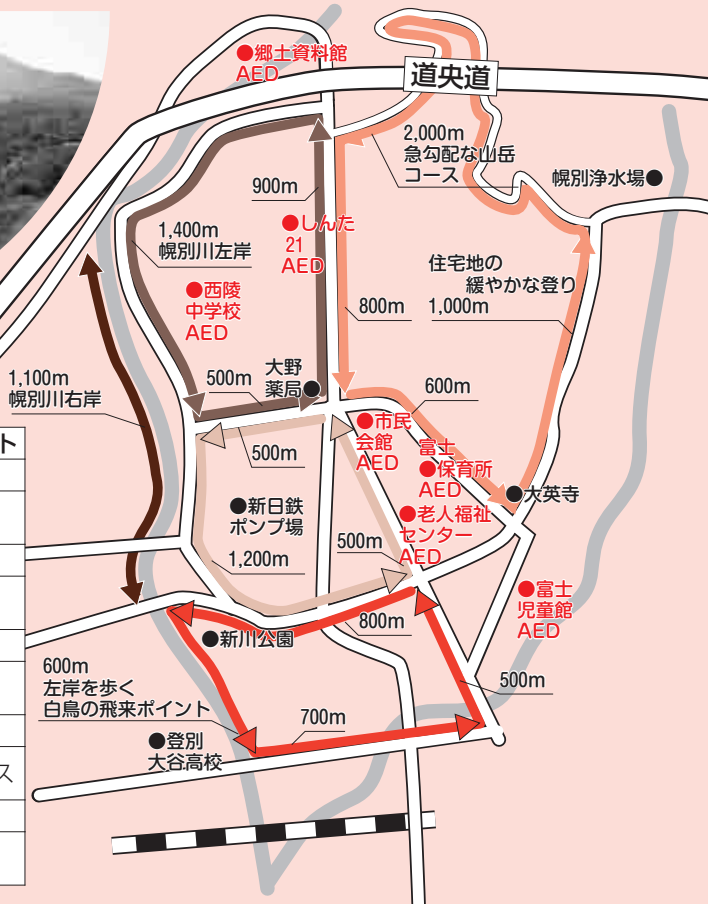 ●郷土資料館
AED
道央道
2,000m
急勾配な山岳
コース
幌別浄水場●
900m
●しんた
21
AED
1,400m
幌別川左岸
住宅地の
緩やかな登り
1,000m
●西陵
中学校
AED
800m
1,100m
幌別川右岸
500m
大野
薬局●
600m
ト
500m
●市民
会館
AED
富士
●保育所
AED
●大英寺
●新日鉄
ポンプ場
●老人福祉
センター
AED
500m
1,200m
●富士
児童館
AED
800m
●新川公園
600m
左岸を歩く
白鳥の飛来ポイント
500m
700m
●登別
大谷高校
ス